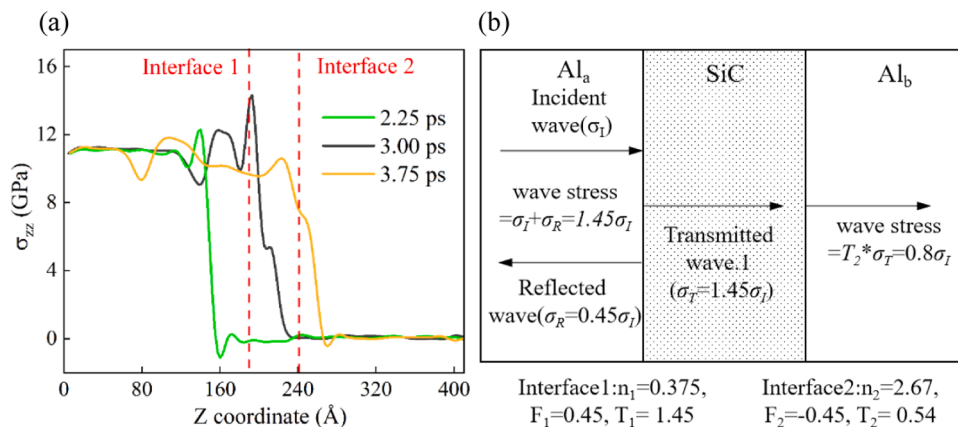 (a)
16
12
8
4
0
σzz (GPa)
Interface 1
Interface 2
2.25 ps
3.00 ps
3.75 ps
0 80 160 240 320 400
Z coordinate (Å)
(b)
Ala
SiC
Alb
Incident
wave(σI)
wave stress
=σI+σR=1.45σI
Reflected
wave(σR=0.45σI)
Transmitted
wave.1
(σT=1.45σI)
wave stress
=T2*σT=0.8σI
Interface1:n1=0.375,
F1=0.45, T1= 1.45
Interface2:n2=2.67,
F2=-0.45, T2= 0.54